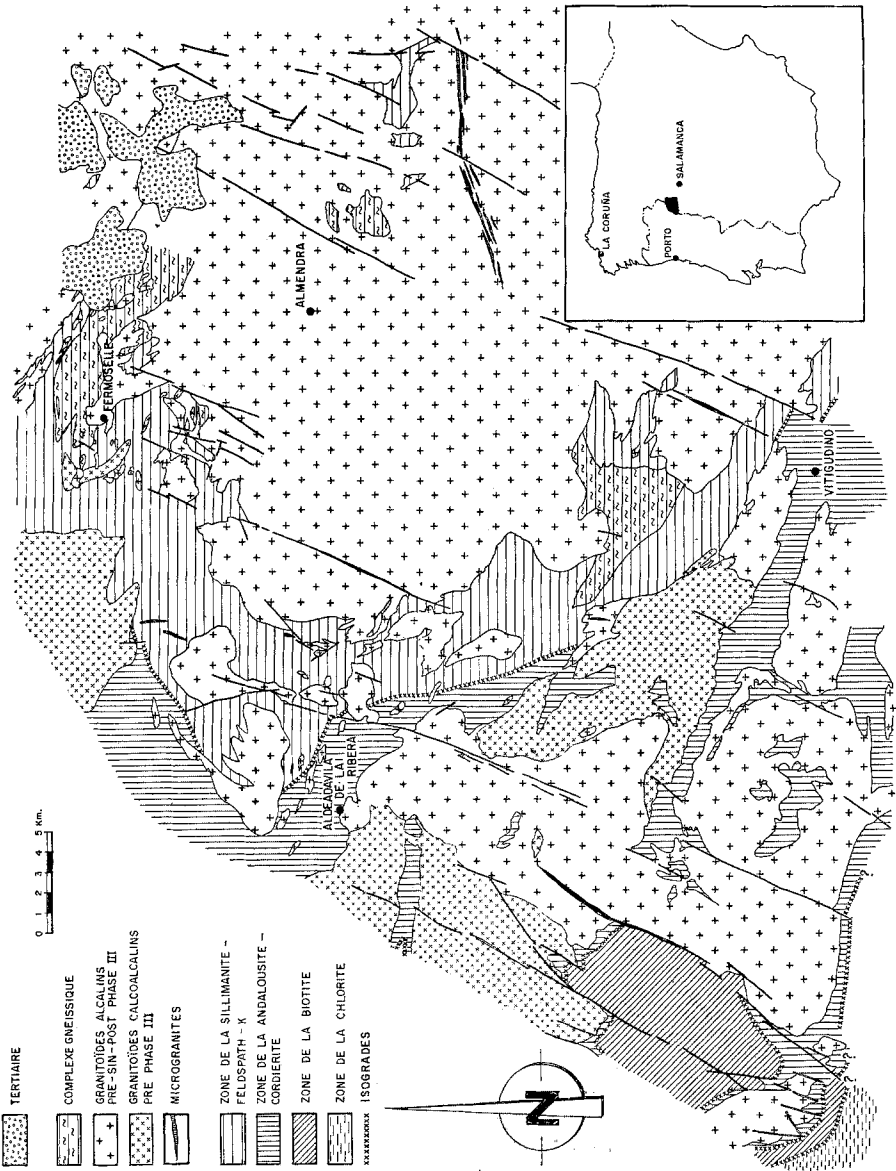 TERTIAIRE
COMPLEXE GNEISSIQUE
GRANITOÏDES ALCALINS
PRE-SIN-POST PHASE III
GRANITOÏDES CALCOALCALINS
PRE PHASE III
MICROGRANITES
ZONE DE LA SILLIMANITE -
FELDSPATH - K
ZONE DE LA ANDALOUSITE -
CORDIERITE
ZONE DE LA BIOTITE
ZONE DE LA CHLORITE
ISOGRADES
0 1 2 3 4 5 Km.
N
FERMOSELLE
ALMENDRA
ALDEADAVILA
DE LA
RIBERA
VITIGUDINO
LA CORUÑA
PORTO
SALAMANCA
?
?
?
?